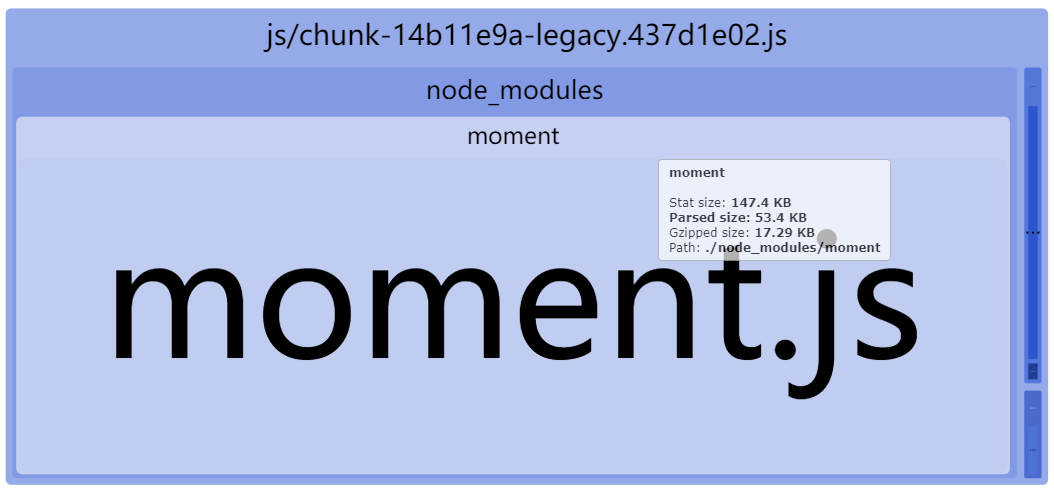 js/chunk-14b11e9a-legacy.437d1e02.js
node_modules
moment
moment
Stat size: 147.4 KB
Parsed size: 53.4 KB
Gzipped size: 17.29 KB
Path: ./node_modules/moment
moment.js
...